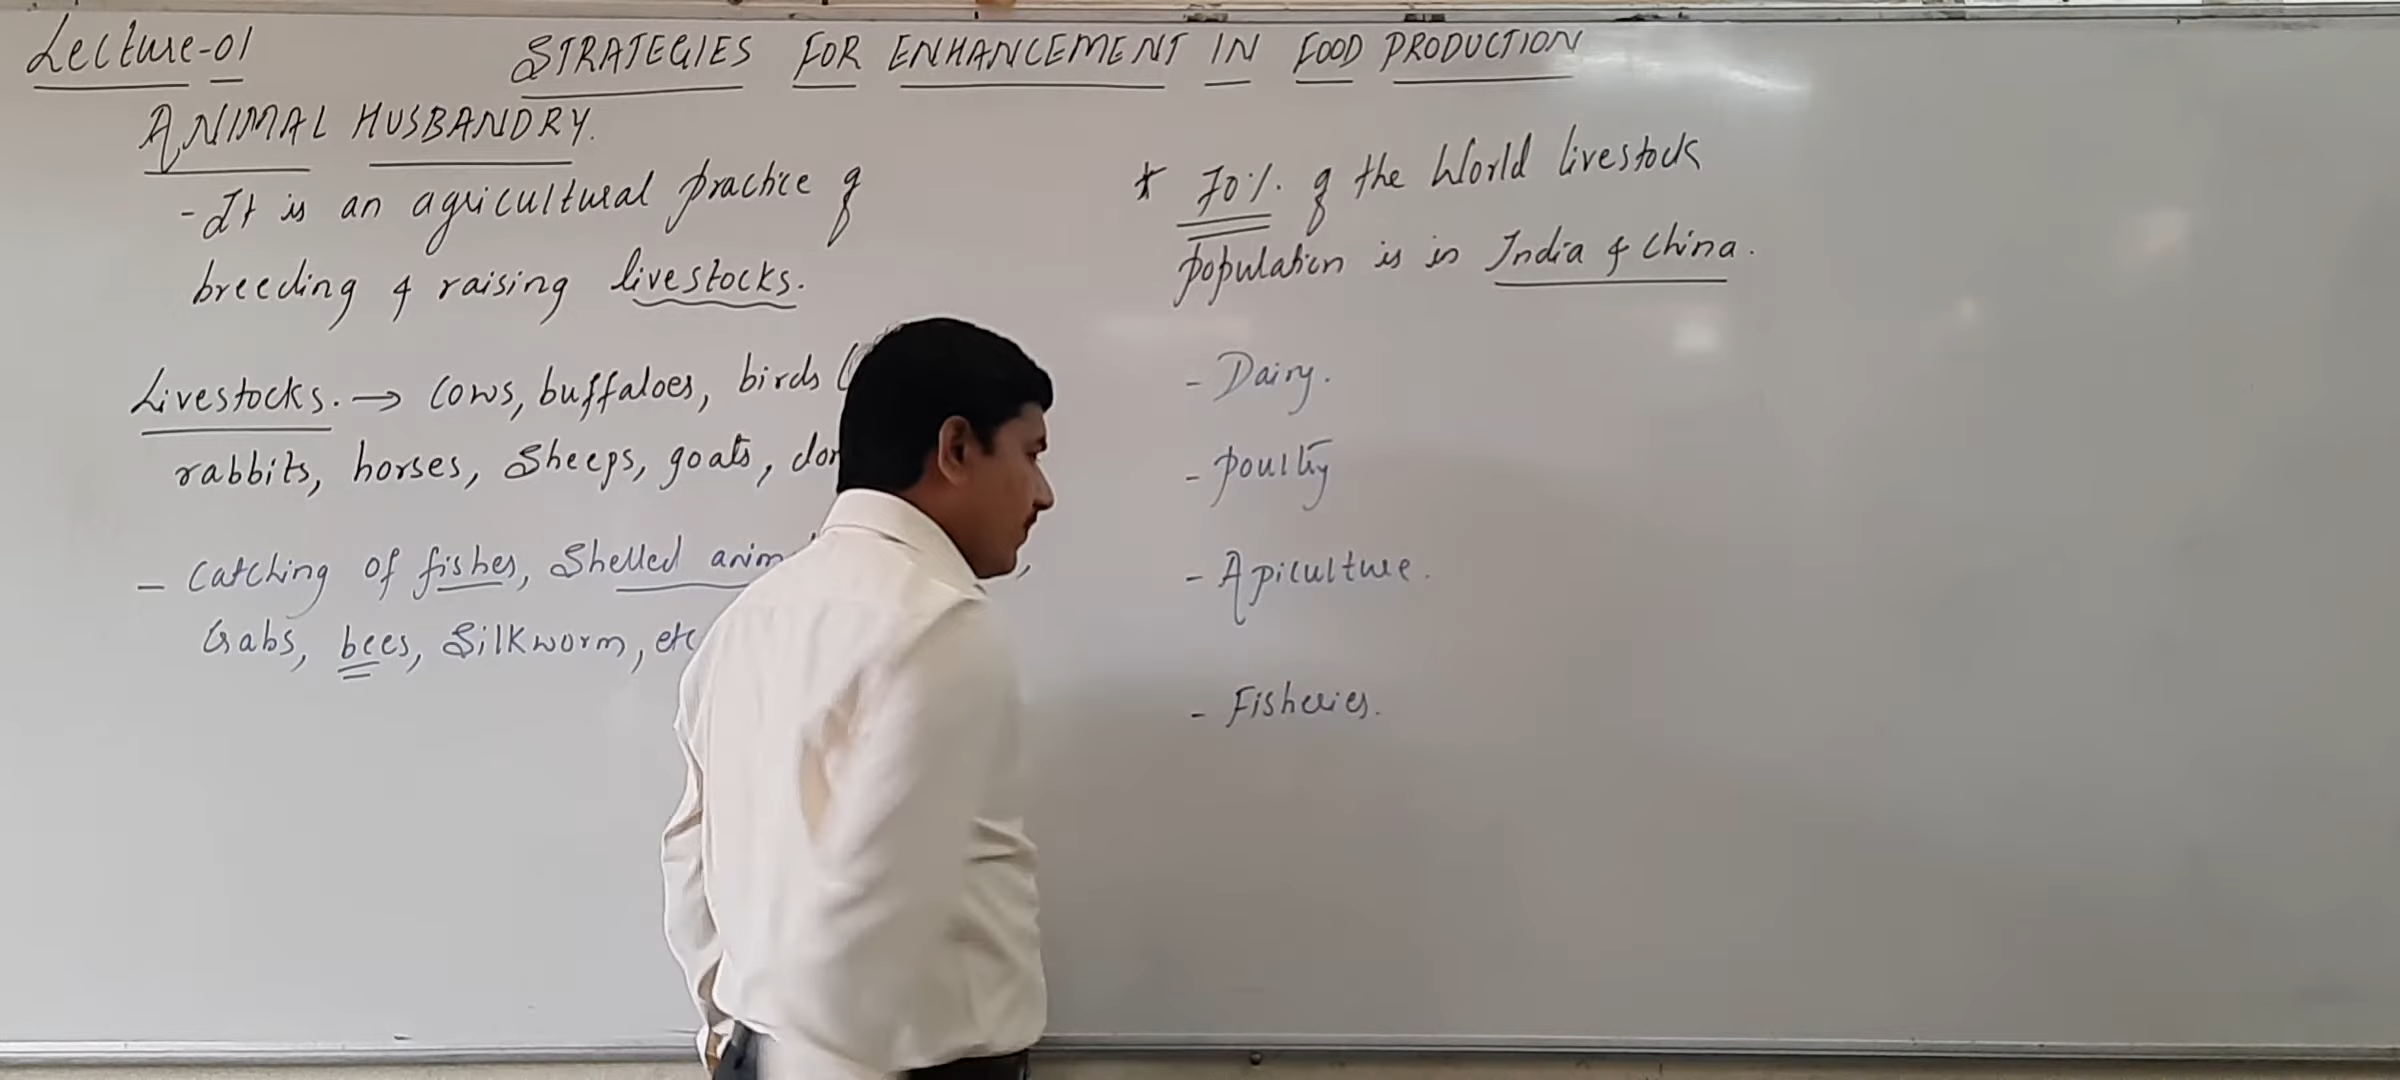 Lecture-01
STRATEGIES FOR ENHANCEMENT IN FOOD PRODUCTION
ANIMAL HUSBANDRY.
- It is an agricultural practice of
breeding & raising livestocks.
Livestocks. → Cows, buffaloes, birds (
rabbits, horses, Sheeps, goats,
- Catching of fishes, Shelled
Crabs, bees, Silkworm, etc
* 70%. of the World livestock
population is in India & China.
- Dairy.
- Poultry
- Apiculture.
- Fisheries.